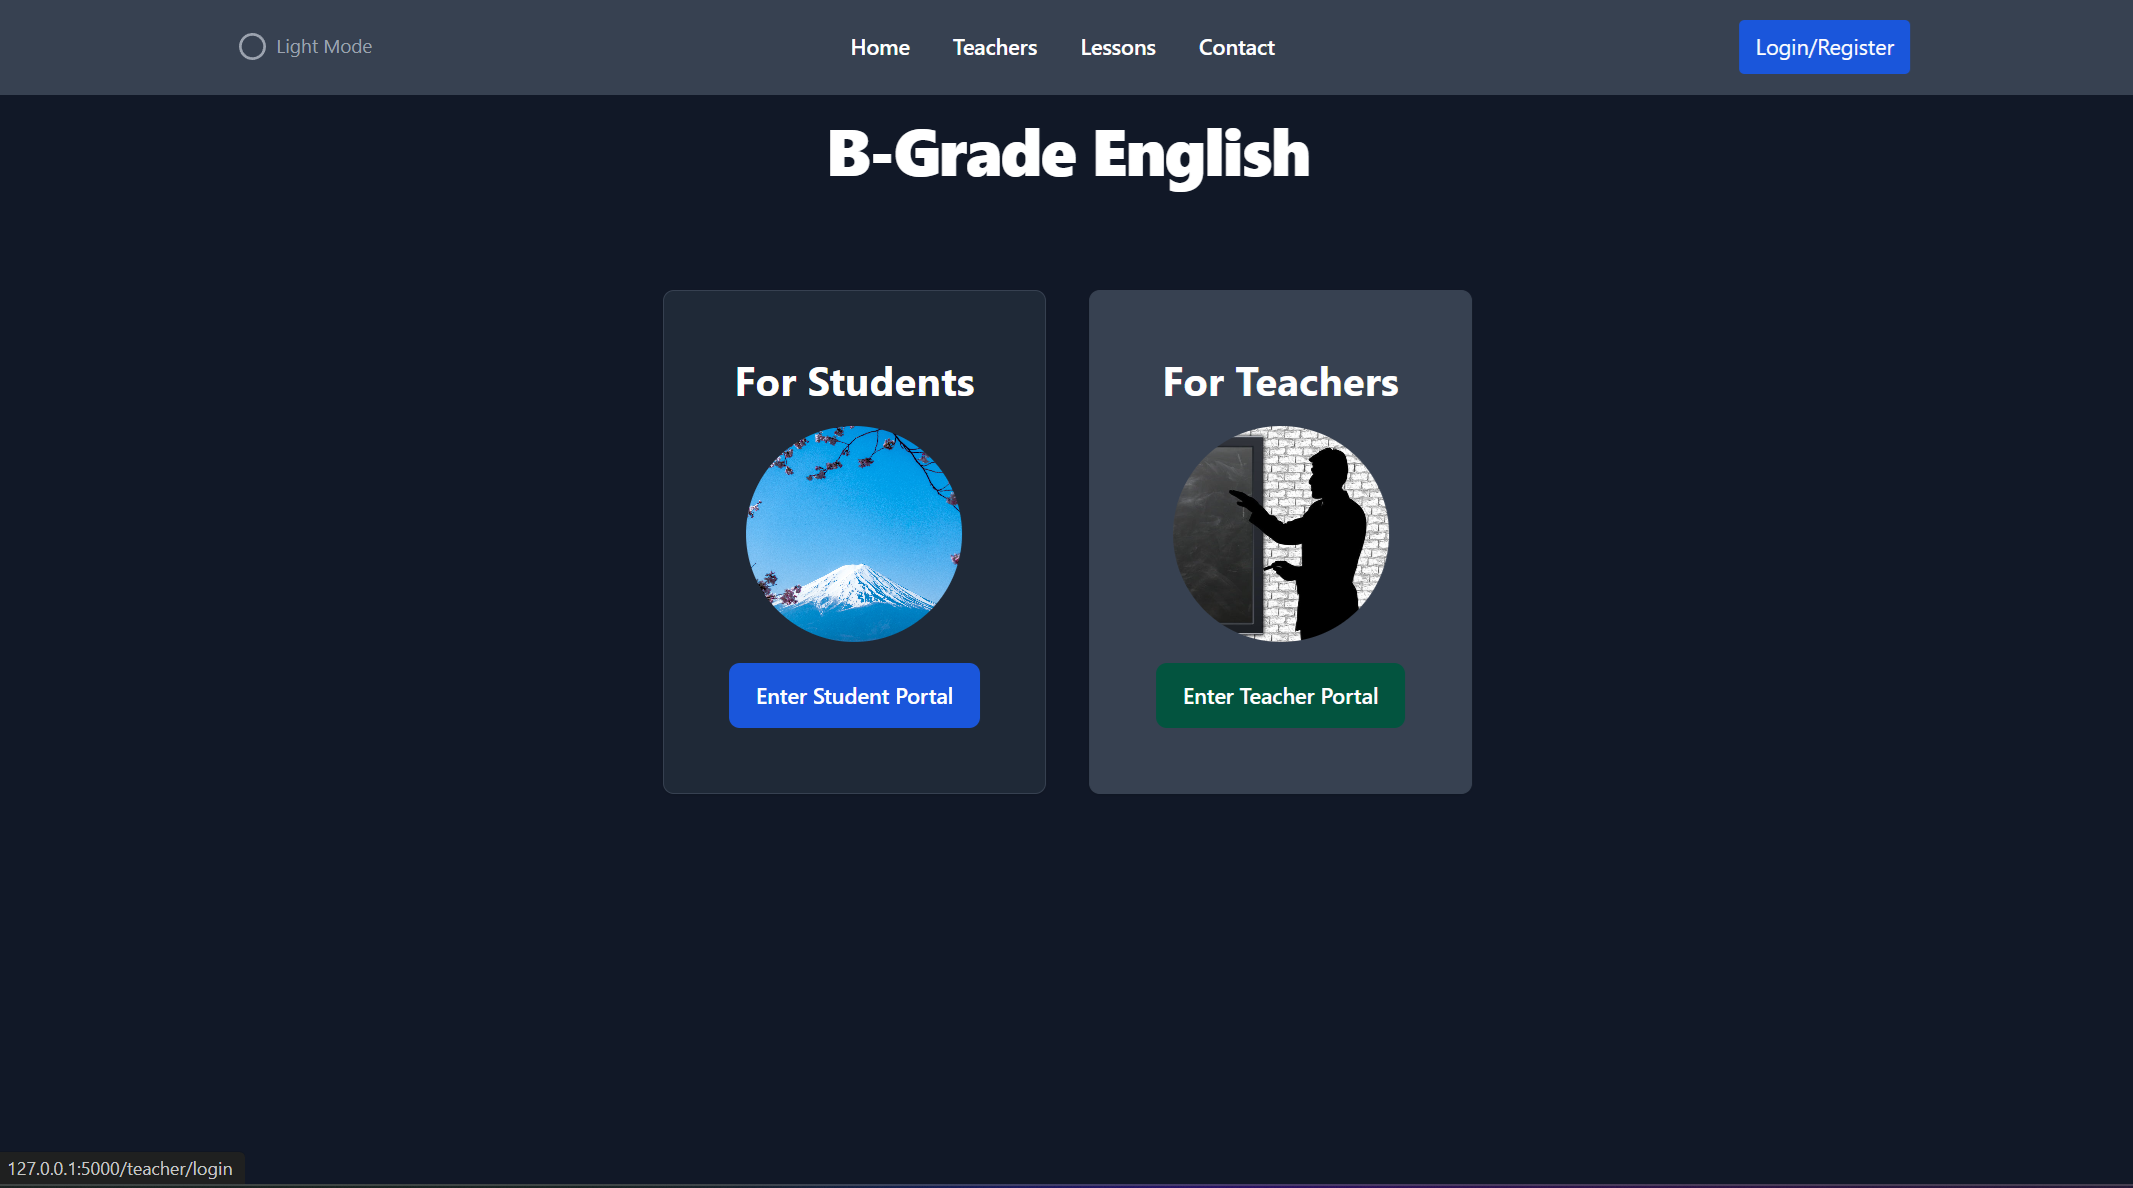 Light Mode
Home Teachers Lessons Contact
Login/Register
B-Grade English
For Students
Enter Student Portal
For Teachers
Enter Teacher Portal
127.0.0.1:5000/teacher/login